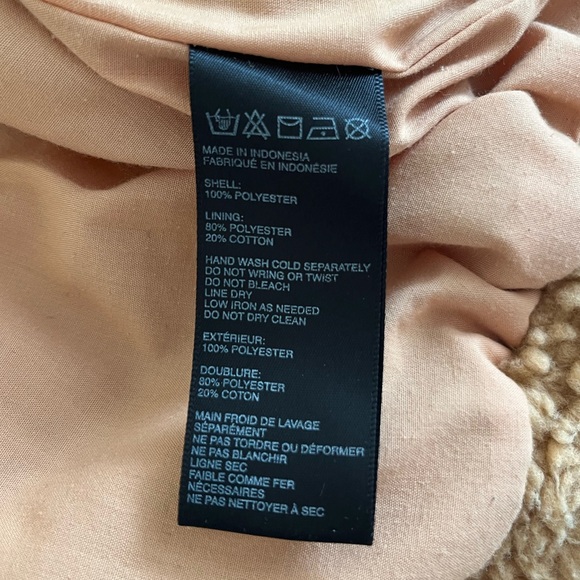 MADE IN INDONESIA
FABRIQUÉ EN INDONÉSIE
SHELL:
100% POLYESTER
LINING:
80% POLYESTER
20% COTTON
HAND WASH COLD SEPARATELY
DO NOT WRING OR TWIST
DO NOT BLEACH
LINE DRY
LOW IRON AS NEEDED
DO NOT DRY CLEAN
EXTÉRIEUR:
100% POLYESTER
DOUBLURE:
80% POLYESTER
20% COTON
MAIN FROID DE LAVAGE
SÉPARÉMENT
NE PAS TORDRE OU DÉFORMER
NE PAS BLANCHIR
LIGNE SEC
FAIBLE COMME FER
NÉCESSAIRES
NE PAS NETTOYER À SEC